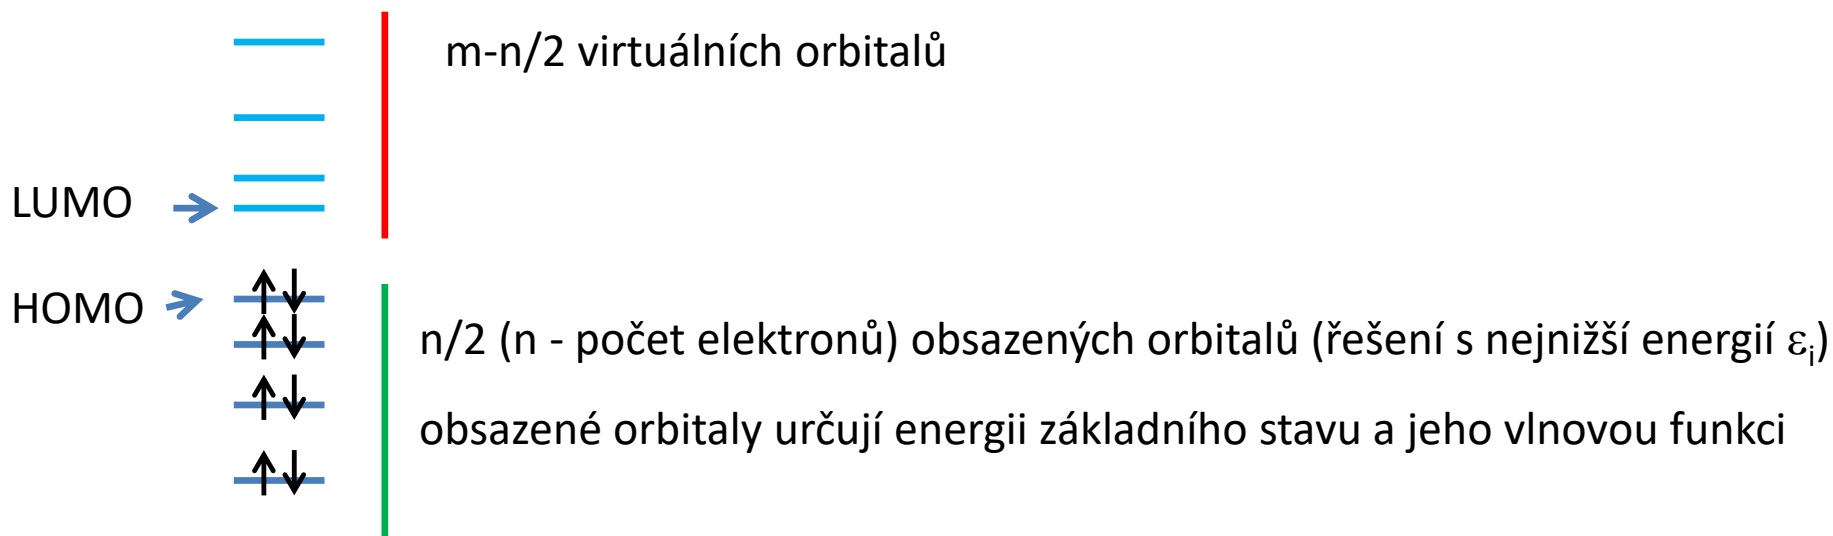 m-n/2 virtuálních orbitalů
LUMO
HOMO
n/2 (n - počet elektronů) obsazených orbitalů (řešení s nejnižší energií εi)
obsazené orbitaly určují energii základního stavu a jeho vlnovou funkci